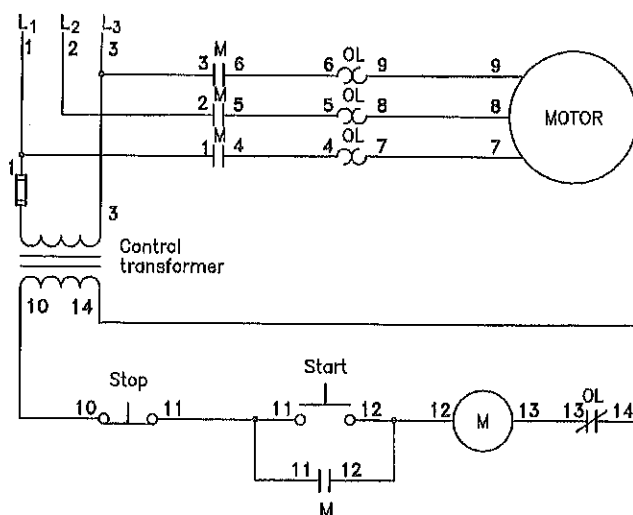 L1 L2 L3
1 2 3
M OL
3 6 6 9 9
M OL
2 5 5 8 8
MOTOR
M OL
1 4 4 7 7
1
3
Control
transformer
10 14
Stop Start OL
10 11 11 12 12 M 13 13 14
11 12
M